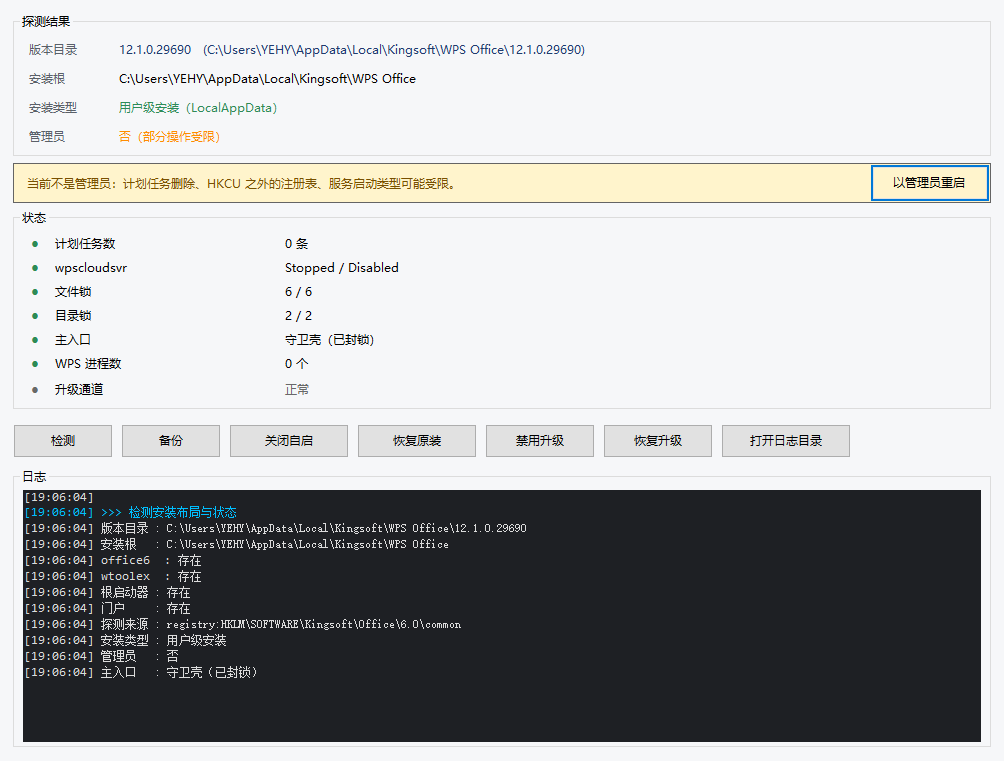 探测结果
版本目录 12.1.0.29690 (C:\Users\YEHY\AppData\Local\Kingsoft\WPS Office\12.1.0.29690)
安装根 C:\Users\YEHY\AppData\Local\Kingsoft\WPS Office
安装类型 用户级安装（LocalAppData）
管理员 否（部分操作受限）
当前不是管理员：计划任务删除、HKCU 之外的注册表、服务启动类型可能受限。 以管理员重启
状态
计划任务数 0 条
wpscloudsvr Stopped / Disabled
文件锁 6 / 6
目录锁 2 / 2
主入口 守卫壳（已封锁）
WPS 进程数 0 个
升级通道 正常
检测 备份 关闭自启 恢复原装 禁用升级 恢复升级 打开日志目录
日志
[19:06:04]
[19:06:04] >>> 检测安装布局与状态
[19:06:04] 版本目录 : C:\Users\YEHY\AppData\Local\Kingsoft\WPS Office\12.1.0.29690
[19:06:04] 安装根 : C:\Users\YEHY\AppData\Local\Kingsoft\WPS Office
[19:06:04] office6 : 存在
[19:06:04] wtoolex : 存在
[19:06:04] 根启动器 : 存在
[19:06:04] 门户 : 存在
[19:06:04] 探测来源 : registry:HKLM\SOFTWARE\Kingsoft\Office\6.0\common
[19:06:04] 安装类型 : 用户级安装
[19:06:04] 管理员 : 否
[19:06:04] 主入口 : 守卫壳（已封锁）